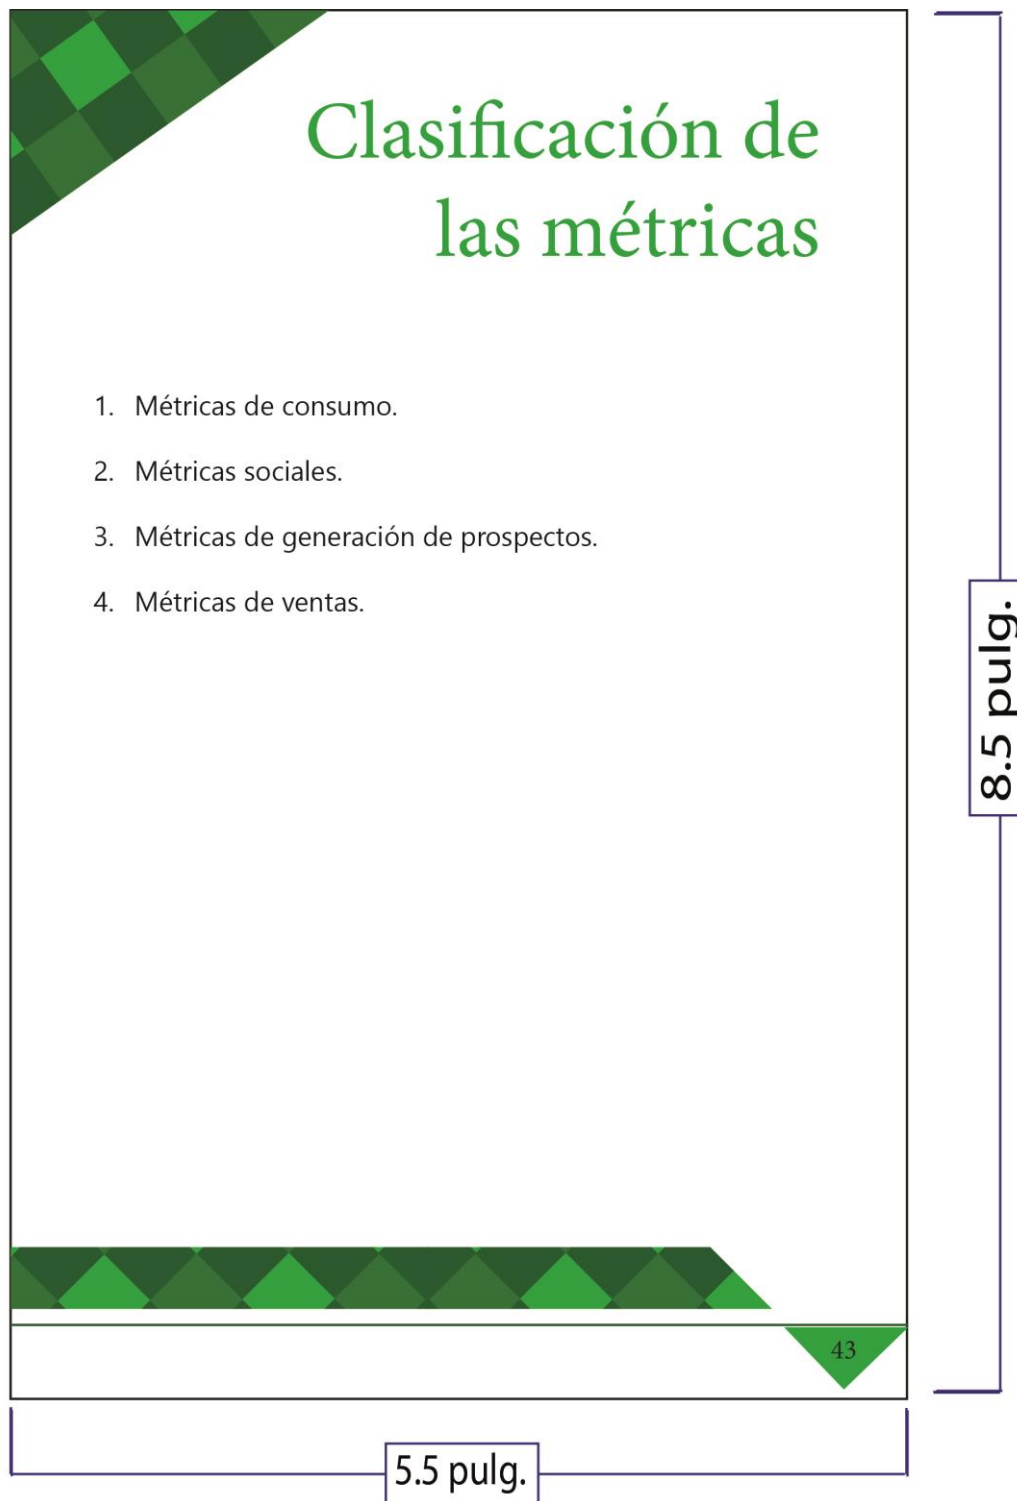 Clasificación de
las métricas
1. Métricas de consumo.
2. Métricas sociales.
3. Métricas de generación de prospectos.
4. Métricas de ventas.
8.5 pulg.
43
5.5 pulg.